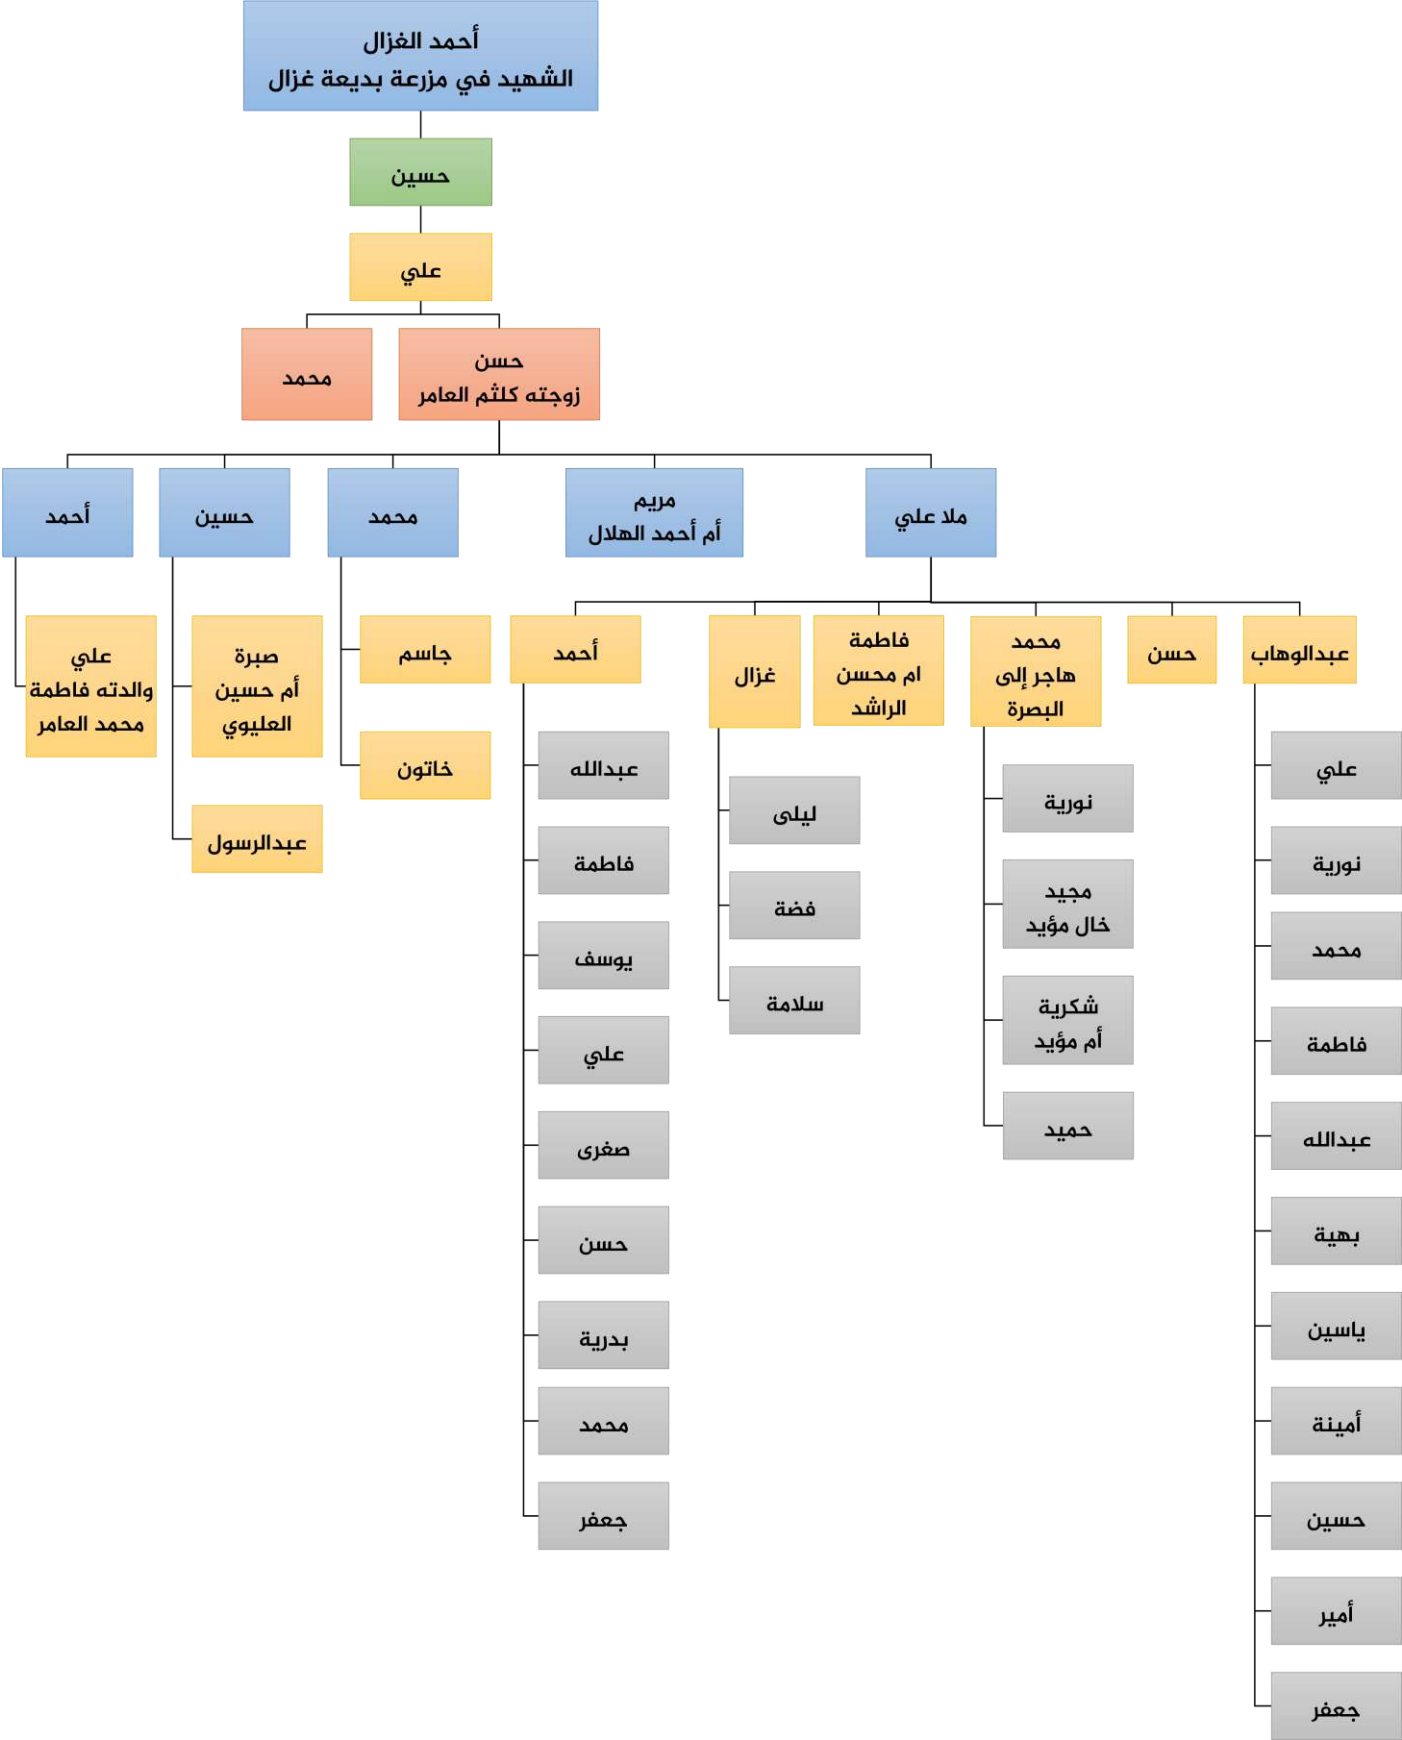 أحمد الغزال
الشهيد في مزرعة بديعة غزال
حسين
علي
حسن
زوجته كلثم العامر
محمد
ملا علي
مريم
أم أحمد الهلال
محمد
حسين
أحمد
عبدالوهاب
حسن
محمد
هاجر إلى
البصرة
فاطمة
ام محسن
الراشد
غزال
أحمد
جاسم
خاتون
صبرة
أم حسين
العليوي
عبدالرسول
علي
والدته فاطمة
محمد العامر
علي
نورية
محمد
فاطمة
عبدالله
بهية
ياسين
أمينة
حسين
أمير
جعفر
نورية
مجيد
خال مؤيد
شكرية
أم مؤيد
حميد
ليلى
فضة
سلامة
عبدالله
فاطمة
يوسف
علي
صغرى
حسن
بدرية
محمد
جعفر